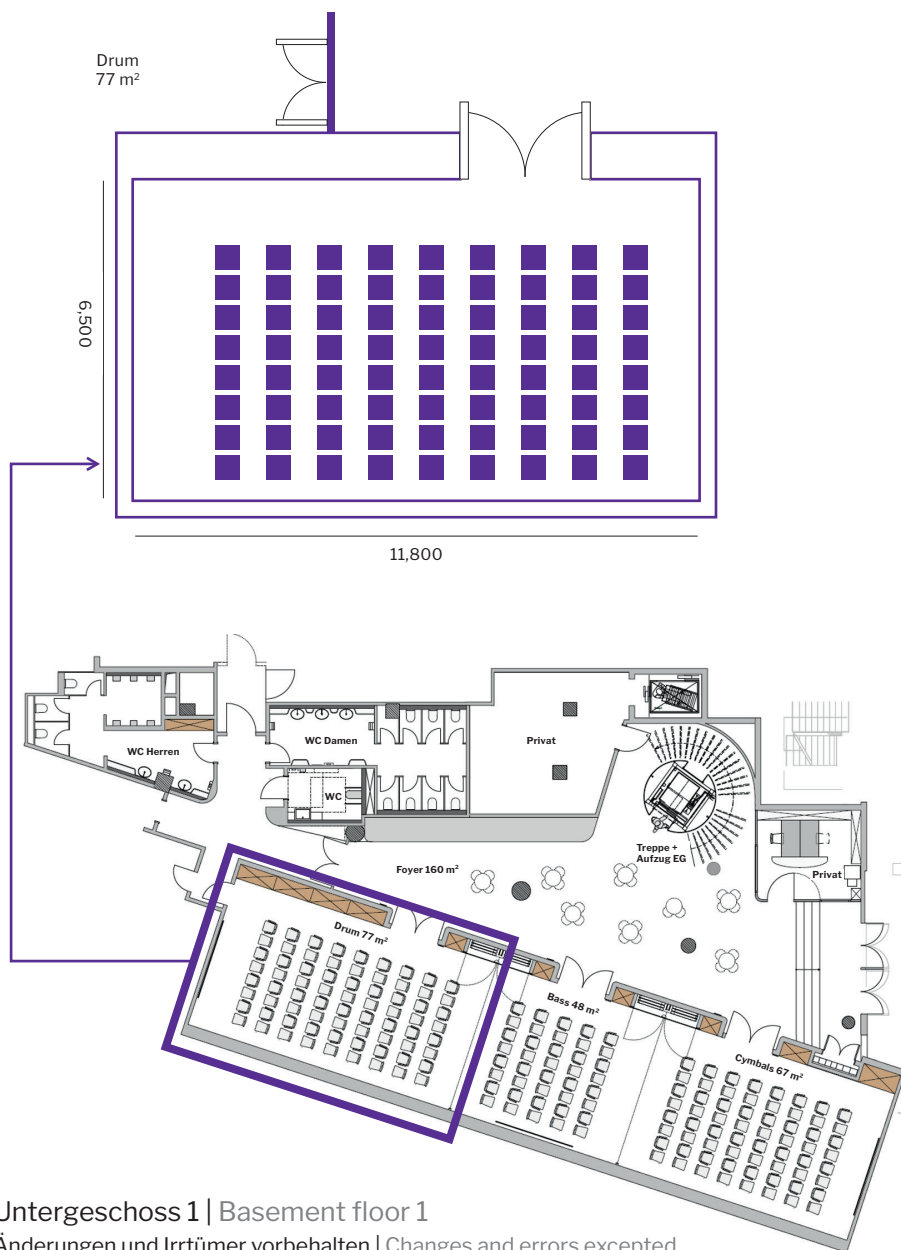 Drum
77 m²
6,500
11,800
WC Herren
WC Damen
Privat
WC
Treppe +
Aufzug EG
Foyer 160 m²
Privat
Drum 77 m²
Bass 48 m²
Cymbals 67 m²
Untergeschoss 1 | Basement floor 1
Änderungen und Irrtümer vorbehalten | Changes and errors excepted